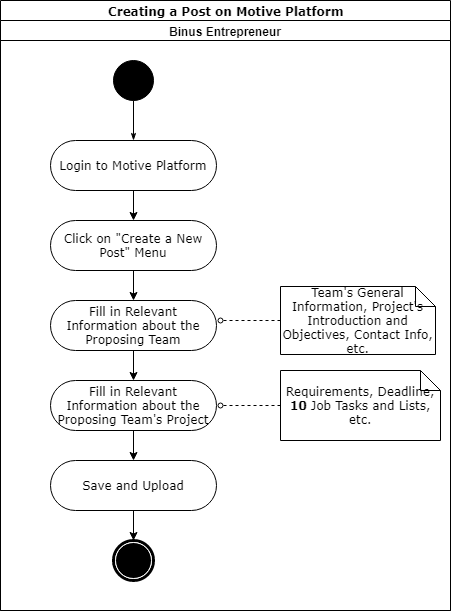 Creating a Post on Motive Platform
Binus Entrepreneur
Login to Motive Platform
Click on "Create a New
Post" Menu
Fill in Relevant
Information about the
Proposing Team
Team's General
Information, Project's
Introduction and
Objectives, Contact Info,
etc.
Fill in Relevant
Information about the
Proposing Team's Project
Requirements, Deadline,
10 Job Tasks and Lists,
etc.
Save and Upload